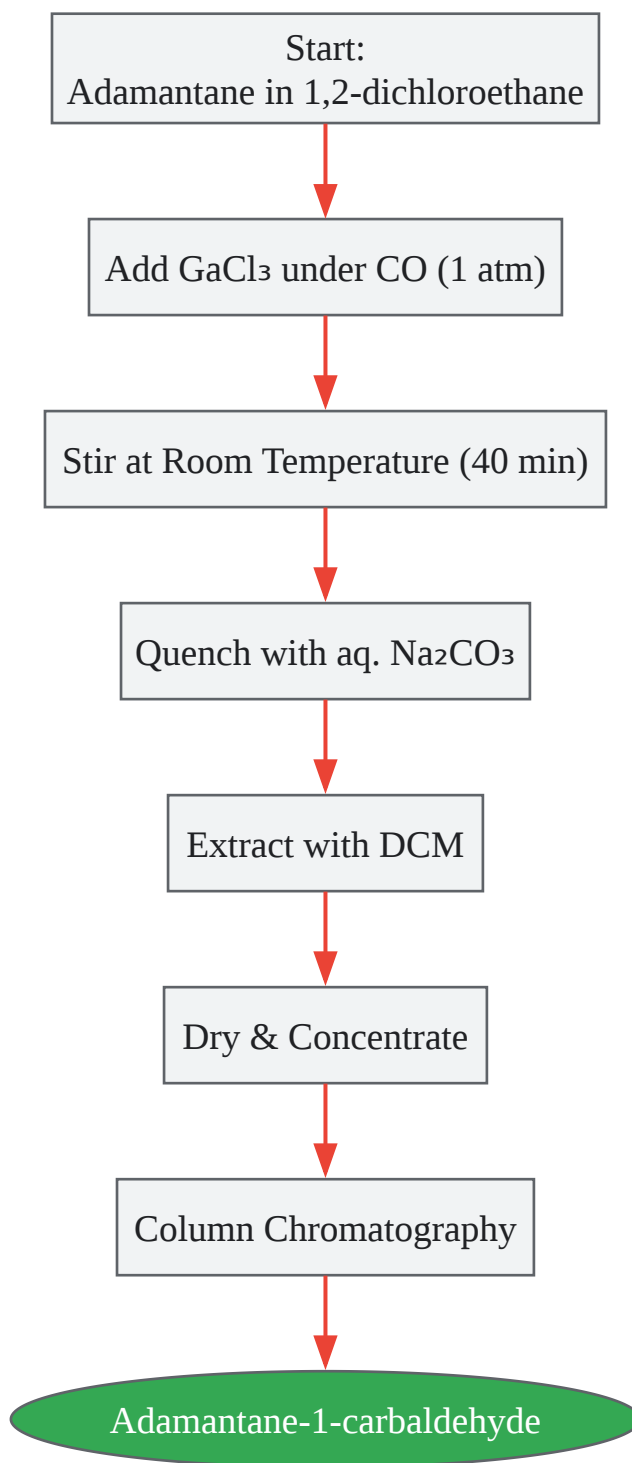 Start:
Adamantane in 1,2-dichloroethane
Add GaCl₃ under CO (1 atm)
Stir at Room Temperature (40 min)
Quench with aq. Na₂CO₃
Extract with DCM
Dry & Concentrate
Column Chromatography
Adamantane-1-carbaldehyde